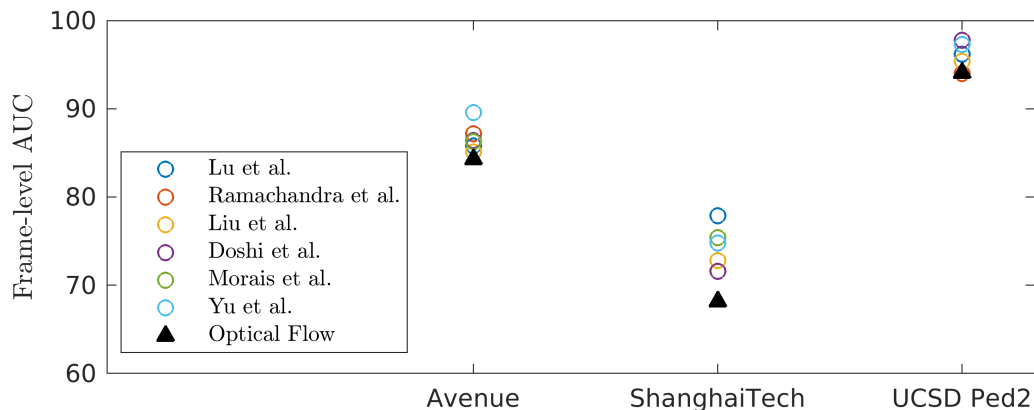 100
90
80
70
60
Frame-level AUC
Lu et al.
Ramachandra et al.
Liu et al.
Doshi et al.
Morais et al.
Yu et al.
Optical Flow
Avenue
ShanghaiTech
UCSD Ped2